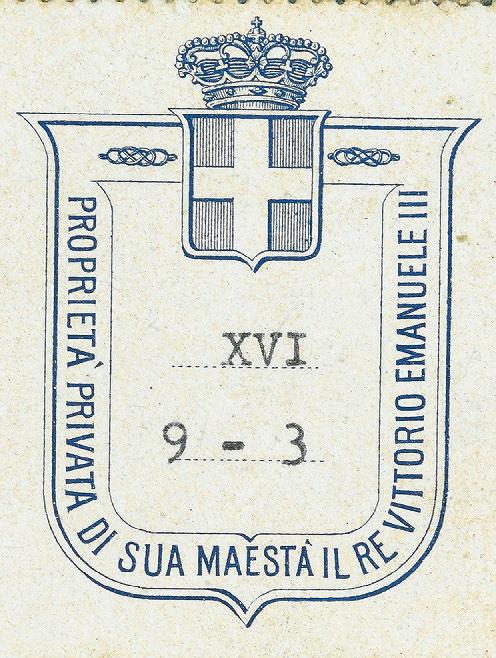 PROPRIETÀ PRIVATA DI SUA MAESTÀ IL RE VITTORIO EMANUELE III
XVI
9 - 3